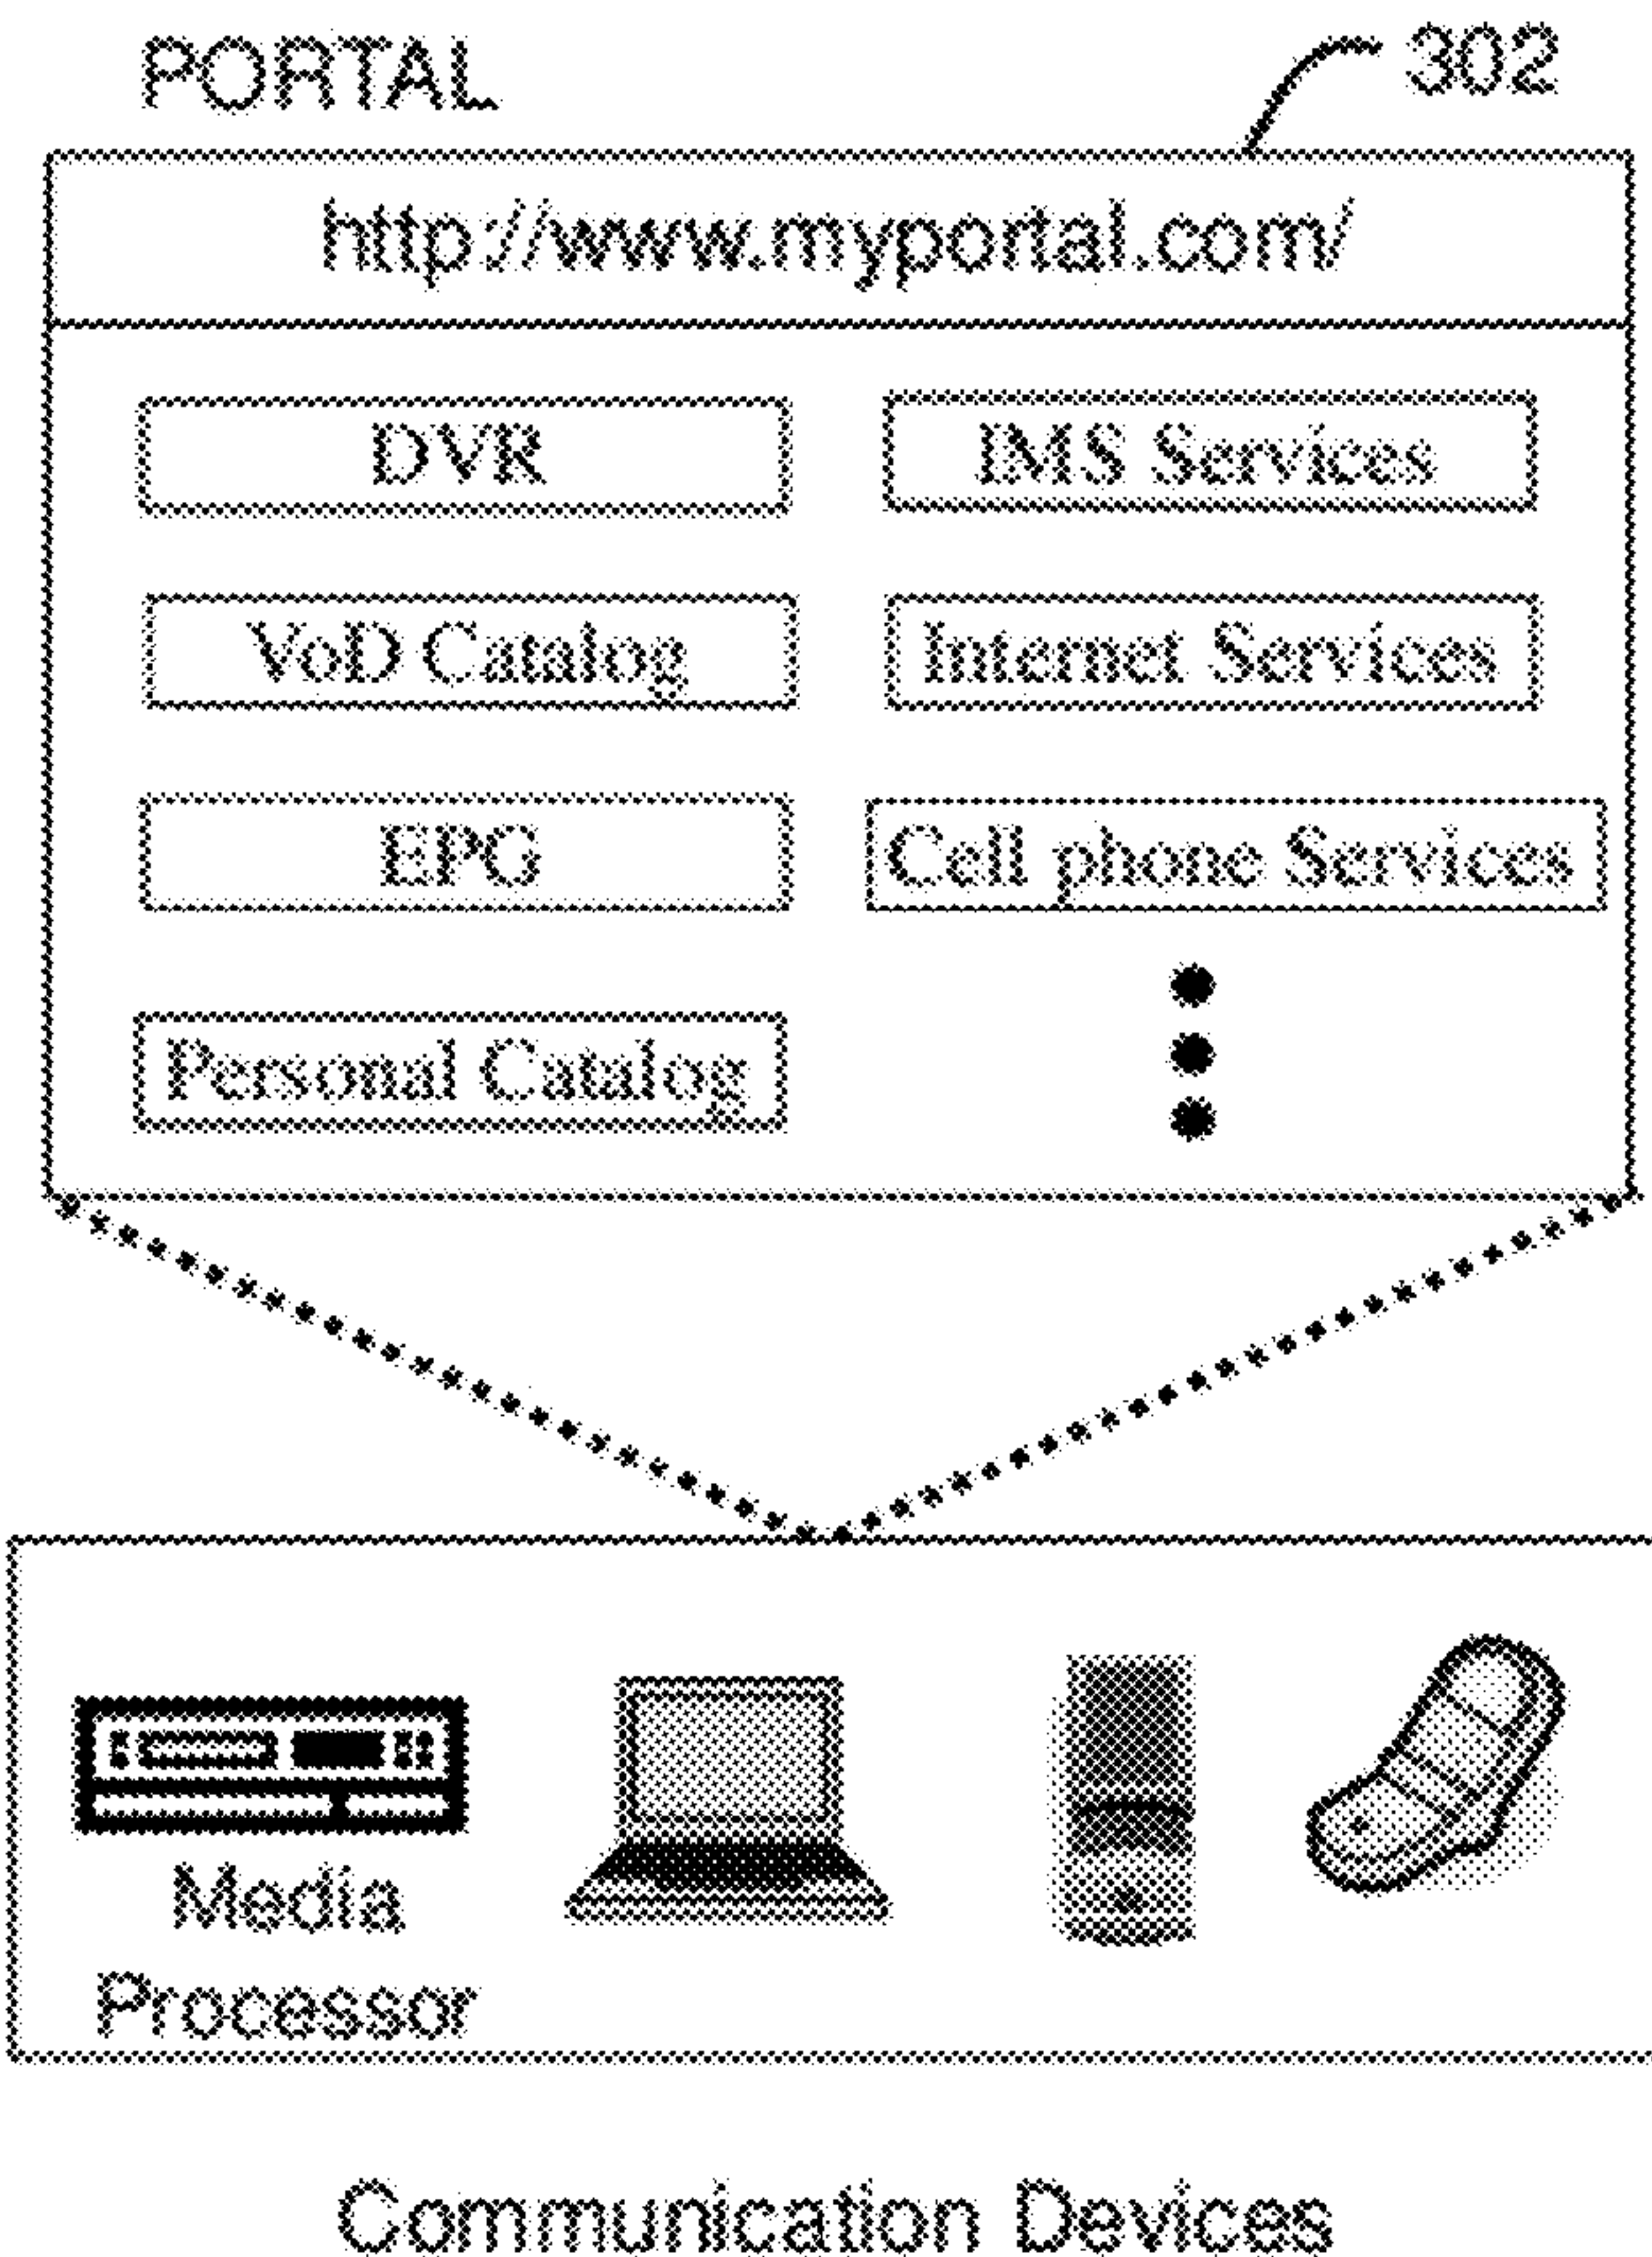 PORTAL
302
http://www.myportal.com/
DVR
IMS Services
VoD Catalog
Internet Services
EPG
Cell phone Services
Personal Catalog
Media
Processor
Communication Devices